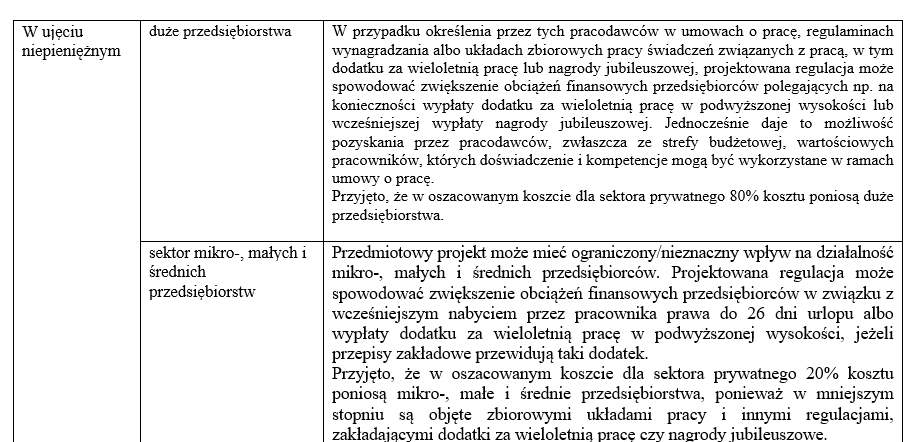 W ujęciu
niepieniężnym
duże przedsiębiorstwa
W przypadku określenia przez tych pracodawców w umowach o pracę, regulaminach
wynagradzania albo układach zbiorowych pracy świadczeń związanych z pracą, w tym
dodatku za wieloletnią pracę lub nagrody jubileuszowej, projektowana regulacja może
spowodować zwiększenie obciążeń finansowych przedsiębiorców polegających np. na
konieczności wypłaty dodatku za wieloletnią pracę w podwyższonej wysokości lub
wcześniejszej wypłaty nagrody jubileuszowej. Jednocześnie daje to możliwość
pozyskania przez pracodawców, zwłaszcza ze strefy budżetowej, wartościowych
pracowników, których doświadczenie i kompetencje mogą być wykorzystane w ramach
umowy o pracę.
Przyjęto, że w oszacowanym koszcie dla sektora prywatnego 80% kosztu poniosą duże
przedsiębiorstwa.
sektor mikro-, małych i
średnich
przedsiębiorstw
Przedmiotowy projekt może mieć ograniczony/nieznaczny wpływ na działalność
mikro-, małych i średnich przedsiębiorców. Projektowana regulacja może
spowodować zwiększenie obciążeń finansowych przedsiębiorców w związku z
wcześniejszym nabyciem przez pracownika prawa do 26 dni urlopu albo
wypłaty dodatku za wieloletnią pracę w podwyższonej wysokości, jeżeli
przepisy zakładowe przewidują taki dodatek.
Przyjęto, że w oszacowanym koszcie dla sektora prywatnego 20% kosztu
poniosą mikro-, małe i średnie przedsiębiorstwa, ponieważ w mniejszym
stopniu są objęte zbiorowymi układami pracy i innymi regulacjami,
zakładającymi dodatki za wieloletnią pracę czy nagrody jubileuszowe.